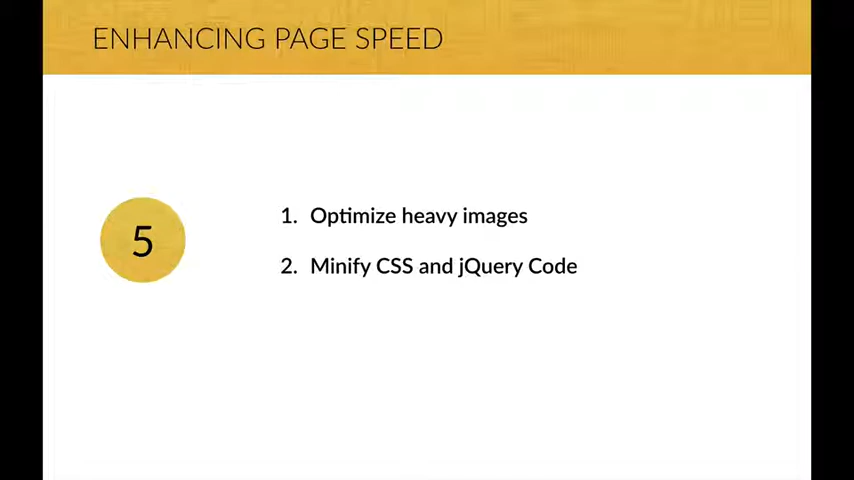 ENHANCING PAGE SPEED
5
1. Optimize heavy images
2. Minify CSS and jQuery Code